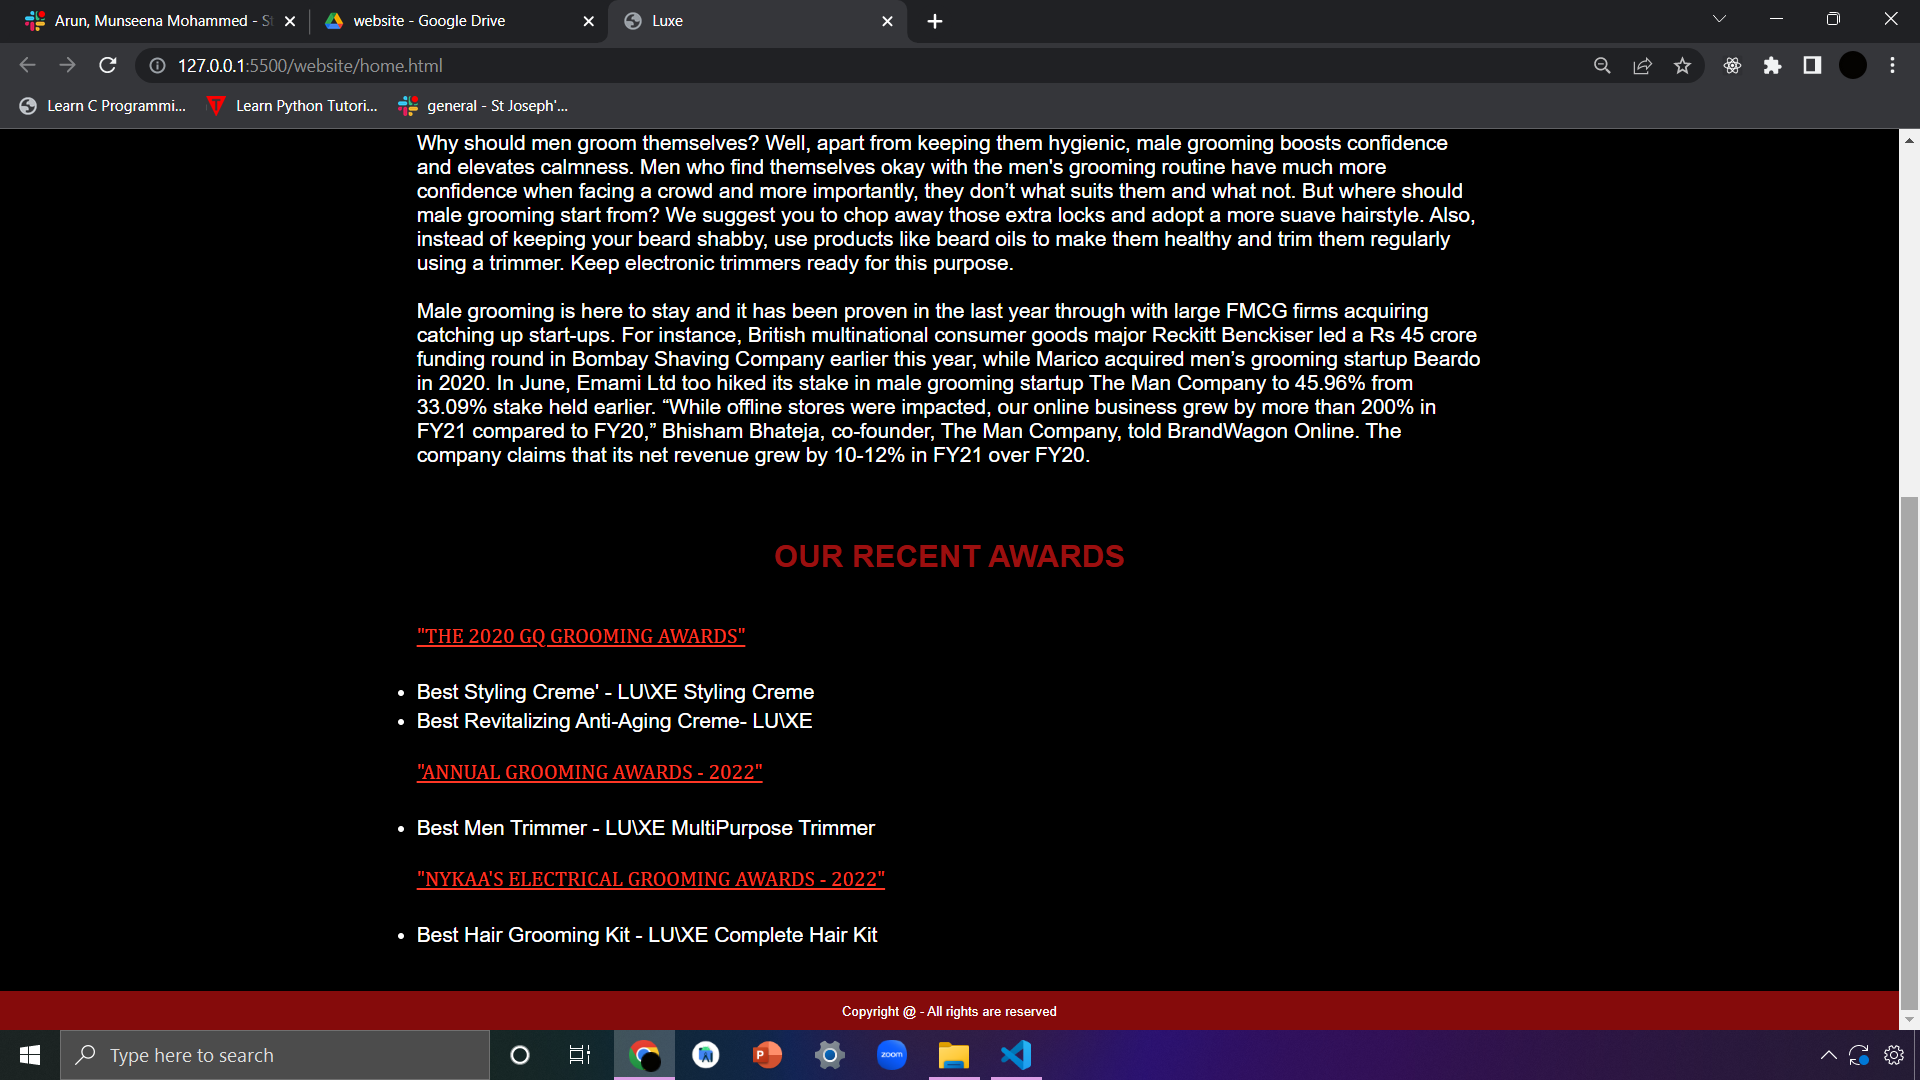 Arun, Munseena Mohammed - St
website - Google Drive
Luxe
127.0.0.1:5500/website/home.html
Learn C Programmi...
Learn Python Tutori...
general - St Joseph'...
Why should men groom themselves? Well, apart from keeping them hygienic, male grooming boosts confidence
and elevates calmness. Men who find themselves okay with the men's grooming routine have much more
confidence when facing a crowd and more importantly, they don’t what suits them and what not. But where should
male grooming start from? We suggest you to chop away those extra locks and adopt a more suave hairstyle. Also,
instead of keeping your beard shabby, use products like beard oils to make them healthy and trim them regularly
using a trimmer. Keep electronic trimmers ready for this purpose.
Male grooming is here to stay and it has been proven in the last year through with large FMCG firms acquiring
catching up start-ups. For instance, British multinational consumer goods major Reckitt Benckiser led a Rs 45 crore
funding round in Bombay Shaving Company earlier this year, while Marico acquired men’s grooming startup Beardo
in 2020. In June, Emami Ltd too hiked its stake in male grooming startup The Man Company to 45.96% from
33.09% stake held earlier. “While offline stores were impacted, our online business grew by more than 200% in
FY21 compared to FY20,” Bhisham Bhateja, co-founder, The Man Company, told BrandWagon Online. The
company claims that its net revenue grew by 10-12% in FY21 over FY20.
OUR RECENT AWARDS
"THE 2020 GQ GROOMING AWARDS"
• Best Styling Creme' - LU\XE Styling Creme
• Best Revitalizing Anti-Aging Creme- LU\XE
"ANNUAL GROOMING AWARDS - 2022"
• Best Men Trimmer - LU\XE MultiPurpose Trimmer
"NYKAA'S ELECTRICAL GROOMING AWARDS - 2022"
• Best Hair Grooming Kit - LU\XE Complete Hair Kit
Copyright @ - All rights are reserved
Type here to search
P
zoom